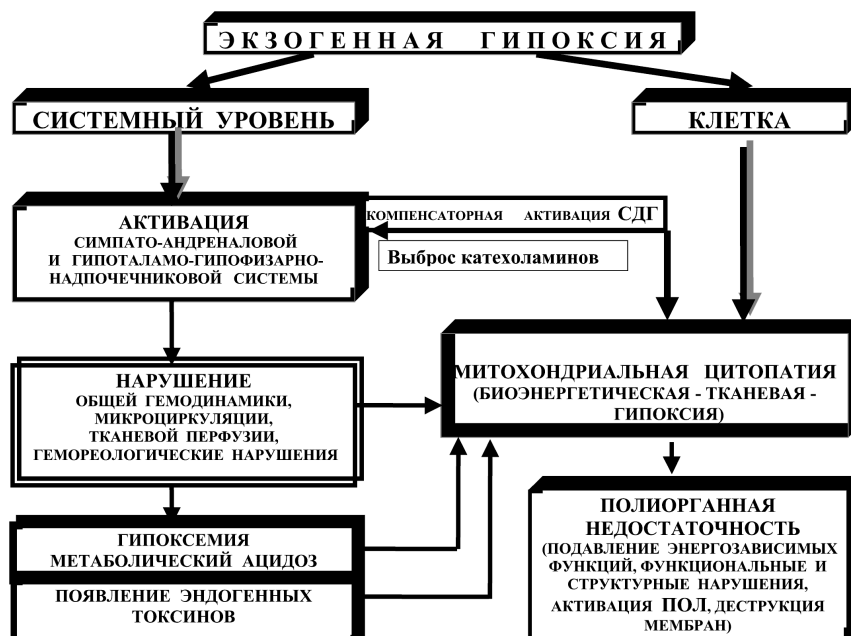 ЭКЗОГЕННАЯ ГИПОКСИЯ
СИСТЕМНЫЙ УРОВЕНЬ
КЛЕТКА
АКТИВАЦИЯ
СИМПАТО-АНДРЕНАЛОВОЙ
И ГИПОТАЛАМО-ГИПОФИЗАРНО-
НАДПОЧЕЧНИКОВОЙ СИСТЕМЫ
КОМПЕНСАТОРНАЯ АКТИВАЦИЯ СДГ
Выброс катехоламинов
НАРУШЕНИЕ
ОБЩЕЙ ГЕМОДИНАМИКИ,
МИКРОЦИРКУЛЯЦИИ,
ТКАНЕВОЙ ПЕРФУЗИИ,
ГЕМОРЕОЛОГИЧЕСКИЕ НАРУШЕНИЯ
МИТОХОНДРИАЛЬНАЯ ЦИТОПАТИЯ
(БИОЭНЕРГЕТИЧЕСКАЯ - ТКАНЕВАЯ -
ГИПОКСИЯ)
ГИПОКСЕМИЯ
МЕТАБОЛИЧЕСКИЙ АЦИДОЗ
ПОЯВЛЕНИЕ ЭНДОГЕННЫХ
ТОКСИНОВ
ПОЛИОРГАННАЯ
НЕДОСТАТОЧНОСТЬ
(ПОДАВЛЕНИЕ ЭНЕРГОЗАВИСИМЫХ
ФУНКЦИЙ, ФУНКЦИОНАЛЬНЫЕ И
СТРУКТУРНЫЕ НАРУШЕНИЯ,
АКТИВАЦИЯ ПОЛ, ДЕСТРУКЦИЯ
МЕМБРАН)